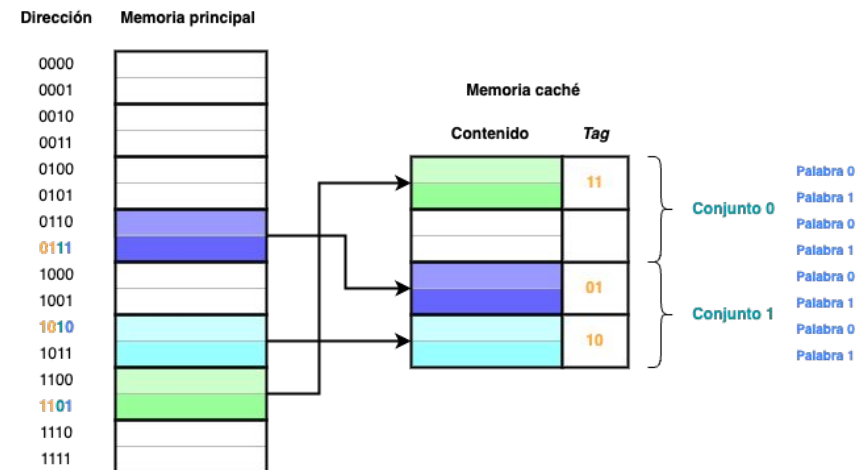 Dirección Memoria principal
0000
0001
0010
0011
0100
0101
0110
0111
1000
1001
1010
1011
1100
1101
1110
1111
Memoria caché
Contenido Tag
11
01
10
Conjunto 0
Conjunto 1
Palabra 0
Palabra 1
Palabra 0
Palabra 1
Palabra 0
Palabra 1
Palabra 0
Palabra 1